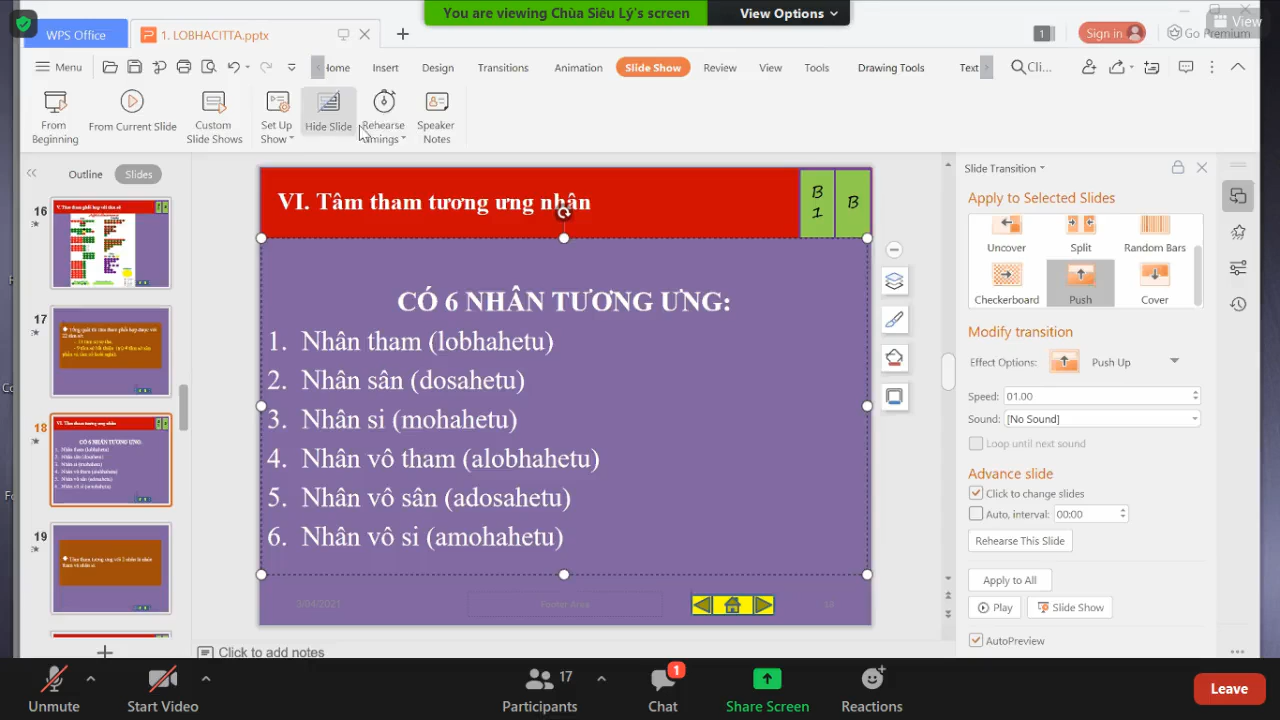 You are viewing Chùa Siêu Lý's screen
View Options
View
WPS Office
1. LOBHACITTA.pptx
1
Sign in
Go Premium
Menu
Home
Insert
Design
Transitions
Animation
Slide Show
Review
View
Tools
Drawing Tools
Text
Cli...
From Beginning
From Current Slide
Custom Slide Shows
Set Up Show
Hide Slide
Rehearse
Speaker Notes
Outline
Slides
16
17
18
19
VI. Tâm tham tương ưng nhân
B1
B
CÓ 6 NHÂN TƯƠNG ƯNG:
1. Nhân tham (lobhahetu)
2. Nhân sân (dosahetu)
3. Nhân si (mohahetu)
4. Nhân vô tham (alobhahetu)
5. Nhân vô sân (adosahetu)
6. Nhân vô si (amohahetu)
3/04/2021
Footer Area
18
Click to add notes
Slide Transition
Apply to Selected Slides
Uncover
Split
Random Bars
Checkerboard
Push
Cover
Modify transition
Effect Options:
Push Up
Speed:
01.00
Sound:
[No Sound]
Loop until next sound
Advance slide
Click to change slides
Auto, interval:
00:00
Rehearse This Slide
Apply to All
Play
Slide Show
AutoPreview
Unmute
Start Video
17
Participants
1
Chat
Share Screen
Reactions
Leave